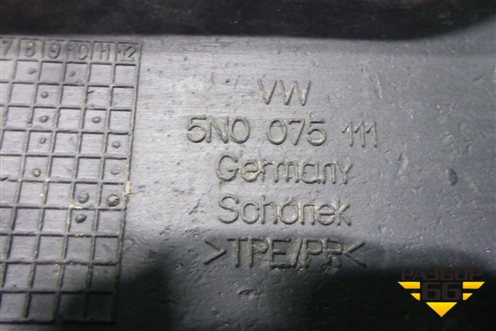 7 8 9 10 11 12
VW
5N0 075 111
Germany
Schönek
>TPE/PP<
РАЗБОР
66